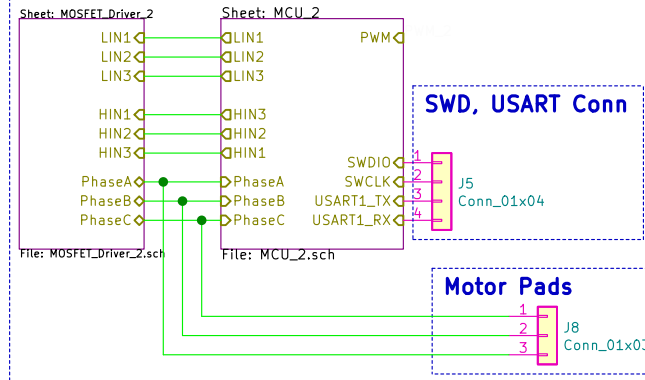 Sheet: MOSFET_Driver_2
Sheet: MCU_2
LIN1 LIN1 PWM
LIN2 LIN2
LIN3 LIN3
HIN1 HIN3
HIN2 HIN2
HIN3 HIN1
SWD, USART Conn
SWDIO 1
PhaseA PhaseA SWCLK 2 J5
PhaseB PhaseB USART1_TX 3 Conn_01x04
PhaseC PhaseC USART1_RX 4
File: MOSFET_Driver_2.sch
File: MCU_2.sch
Motor Pads
1
2 J8
3 Conn_01x03